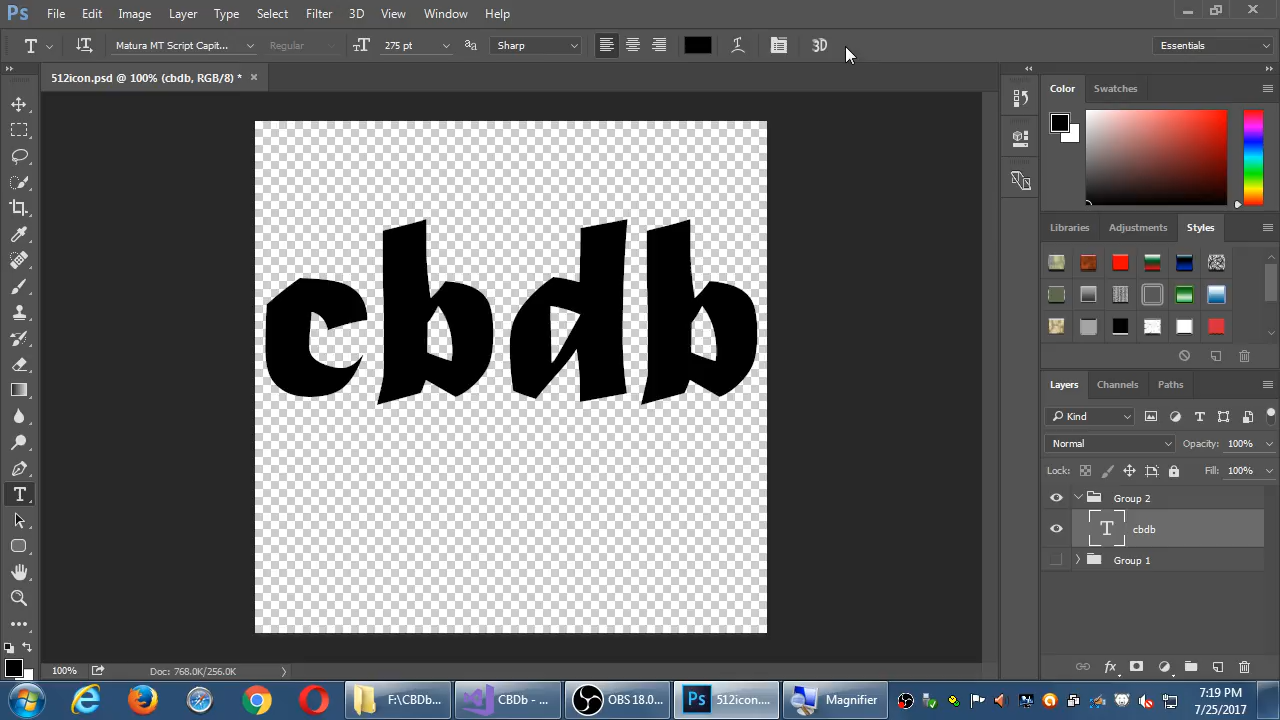 Ps File Edit Image Layer Type Select Filter 3D View Window Help
T Matura MT Script Capit... Regular 275 pt Sharp 3D Essentials
512icon.psd @ 100% (cbdb, RGB/8) * ×
Color Swatches
cbdb
Libraries Adjustments Styles
Layers Channels Paths
Kind
Normal Opacity: 100%
Lock: Fill: 100%
Group 2
T cbdb
Group 1
100% Doc: 768.0K/256.0K
F:\CBDb... CBDb - ... OBS 18.0... Ps 512icon.... Magnifier
7:19 PM
7/25/2017